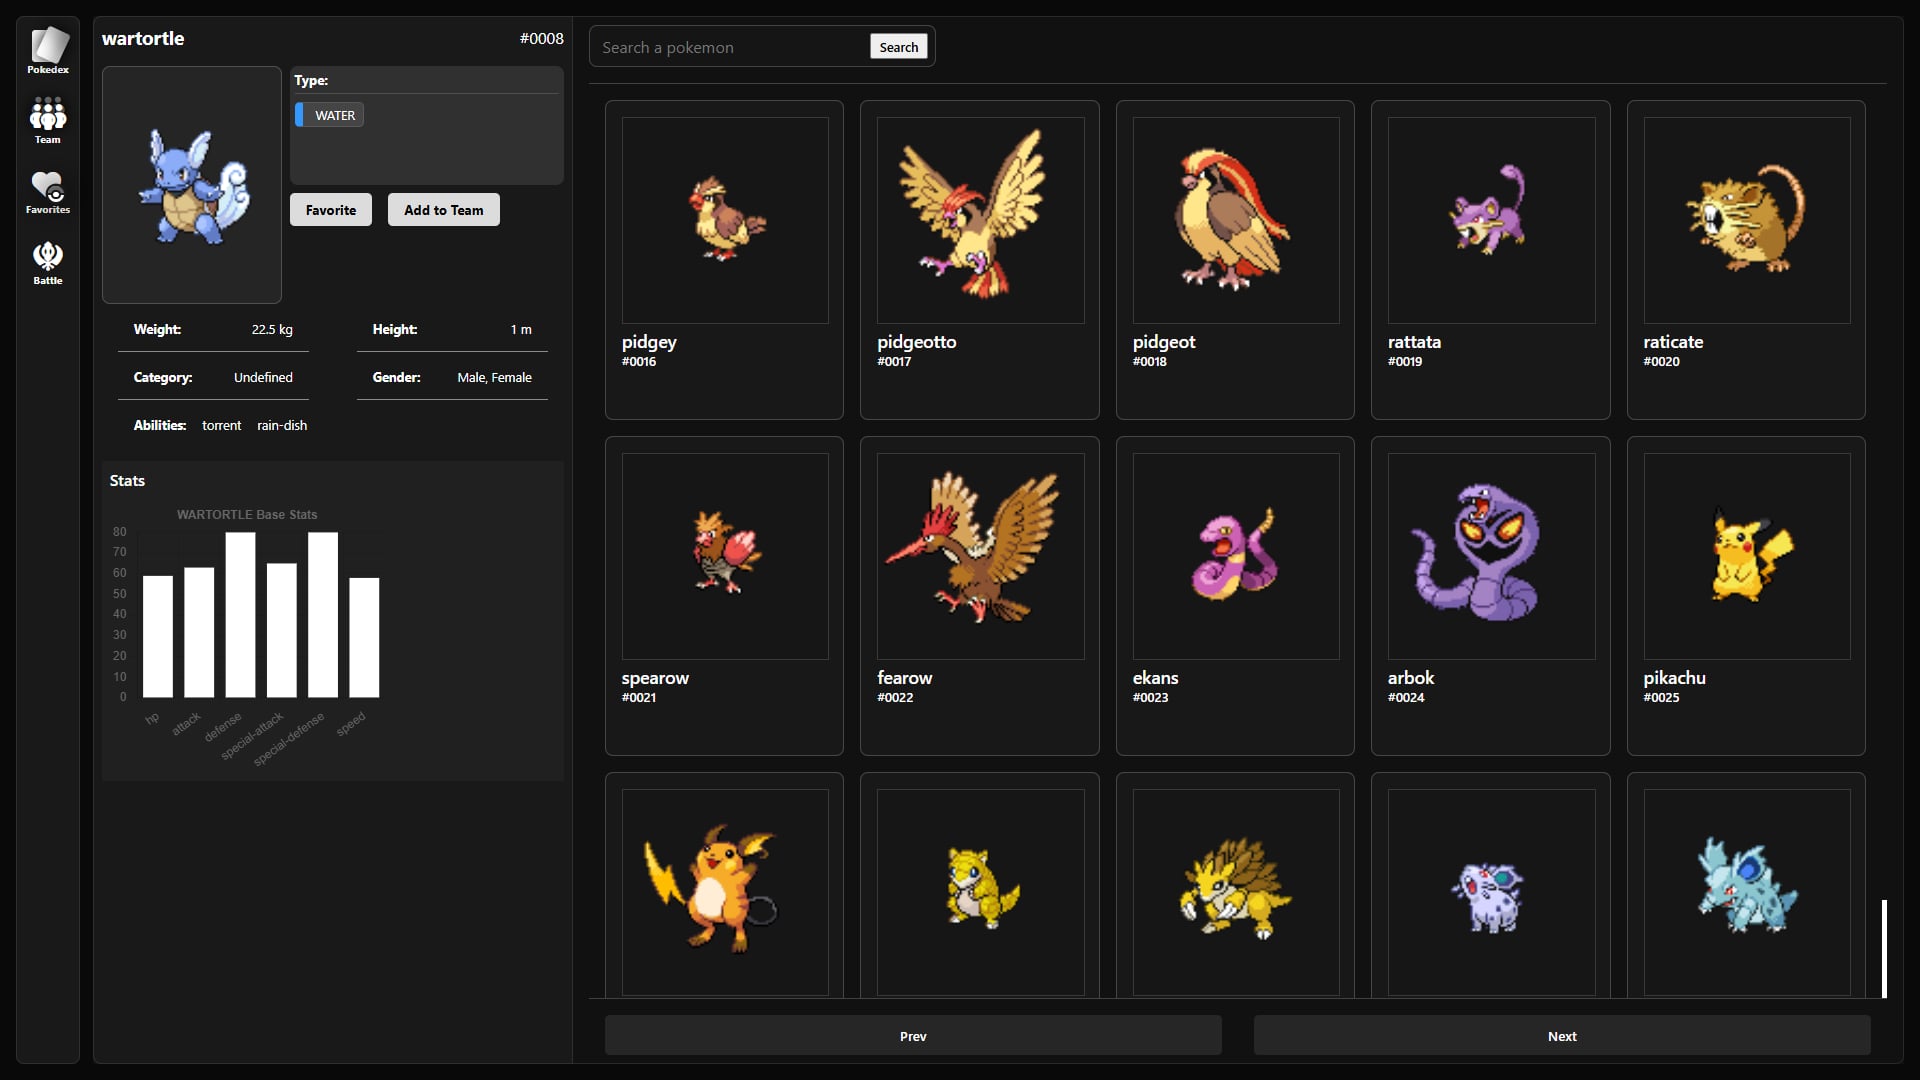 Pokedex
Team
Favorites
Battle
wartortle
#0008
Type:
WATER
Favorite
Add to Team
Weight:
22.5 kg
Height:
1 m
Category:
Undefined
Gender:
Male, Female
Abilities:
torrent
rain-dish
Stats
WARTORTLE Base Stats
80
70
60
50
40
30
20
10
0
hp
attack
defense
special-attack
special-defense
speed
Search a pokemon
Search
pidgey
#0016
pidgeotto
#0017
pidgeot
#0018
rattata
#0019
raticate
#0020
spearow
#0021
fearow
#0022
ekans
#0023
arbok
#0024
pikachu
#0025
Prev
Next